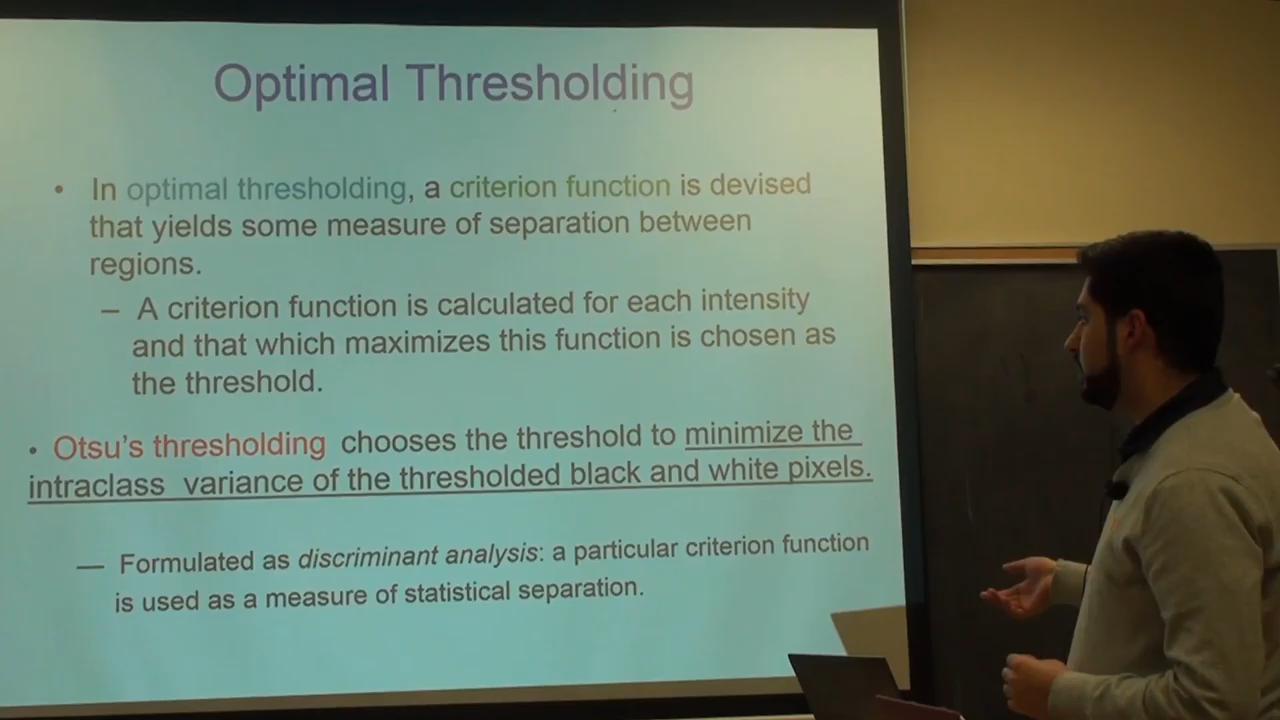 Optimal Thresholding
• In optimal thresholding, a criterion function is devised
that yields some measure of separation between
regions.
– A criterion function is calculated for each intensity
and that which maximizes this function is chosen as
the threshold.
• Otsu's thresholding chooses the threshold to minimize the
intraclass variance of the thresholded black and white pixels.
— Formulated as discriminant analysis: a particular criterion function
is used as a measure of statistical separation.